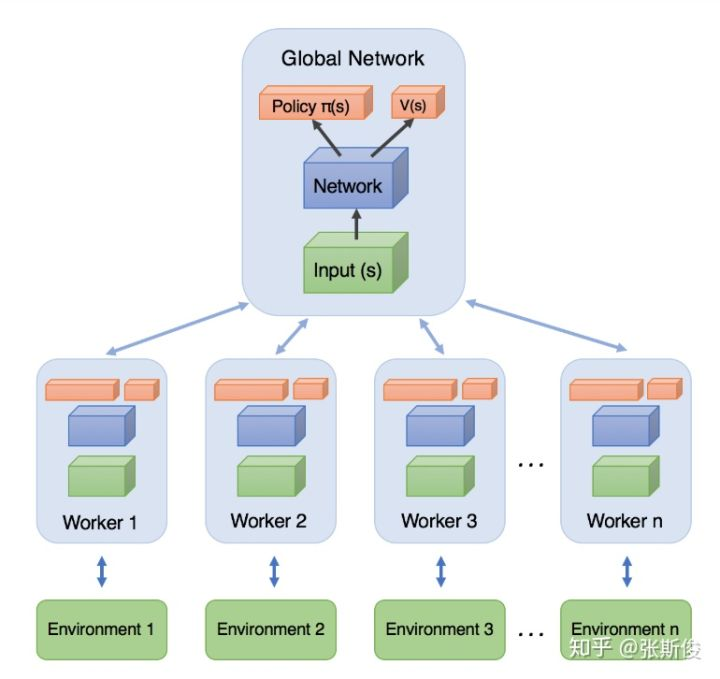 Global Network
Policy π(s) V(s)
Network
Input (s)
Worker 1 Worker 2 Worker 3 ... Worker n
Environment 1 Environment 2 Environment 3 ... Environment n
知乎 @张斯俊